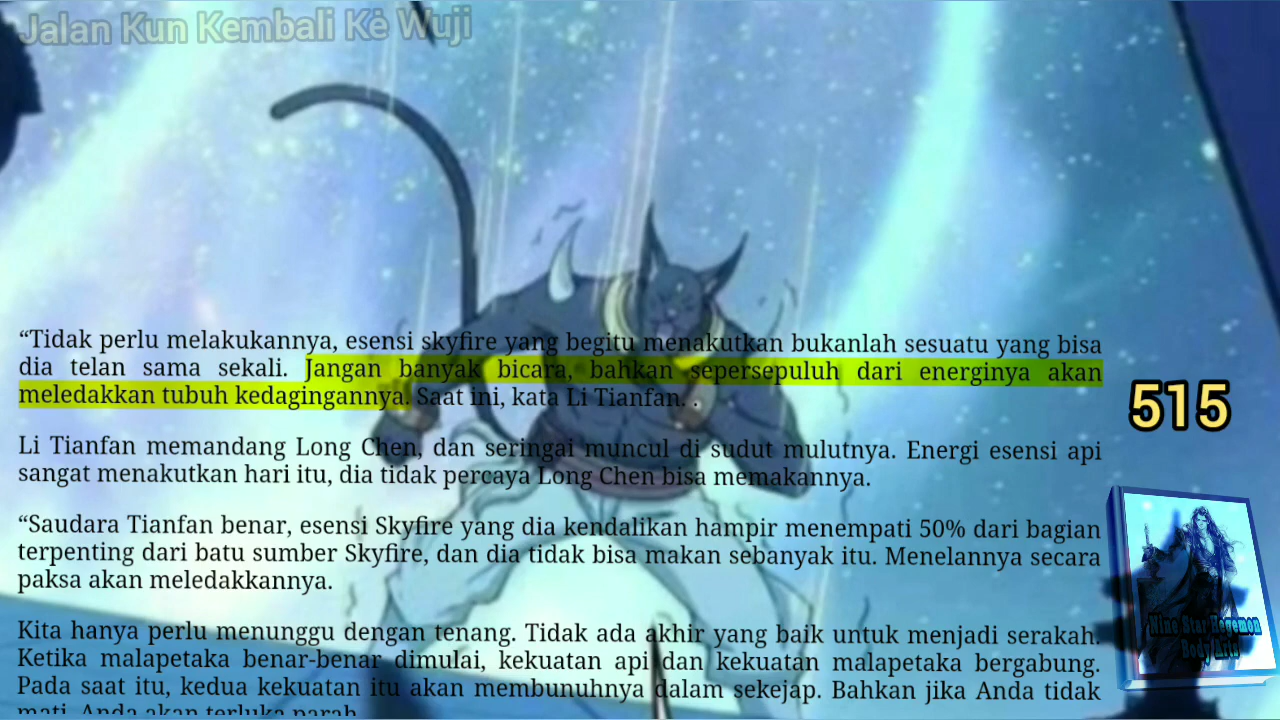 Jalan Kun Kembali Ke Wuji
“Tidak perlu melakukannya, esensi skyfire yang begitu menakutkan bukanlah sesuatu yang bisa
dia telan sama sekali. Jangan banyak bicara, bahkan sepersepuluh dari energinya akan
meledakkan tubuh kedagingannya. Saat ini, kata Li Tianfan. .
Li Tianfan memandang Long Chen, dan seringai muncul di sudut mulutnya. Energi esensi api
sangat menakutkan hari itu, dia tidak percaya Long Chen bisa memakannya.
515
“Saudara Tianfan benar, esensi Skyfire yang dia kendalikan hampir menempati 50% dari bagian
terpenting dari batu sumber Skyfire, dan dia tidak bisa makan sebanyak itu. Menelannya secara
paksa akan meledakkannya.
Kita hanya perlu menunggu dengan tenang. Tidak ada akhir yang baik untuk menjadi serakah.
Ketika malapetaka benar-benar dimulai, kekuatan api dan kekuatan malapetaka bergabung.
Pada saat itu, kedua kekuatan itu akan membunuhnya dalam sekejap. Bahkan jika Anda tidak
mati, Anda akan terluka parah.
Nine Star Hegemon
Body Arts